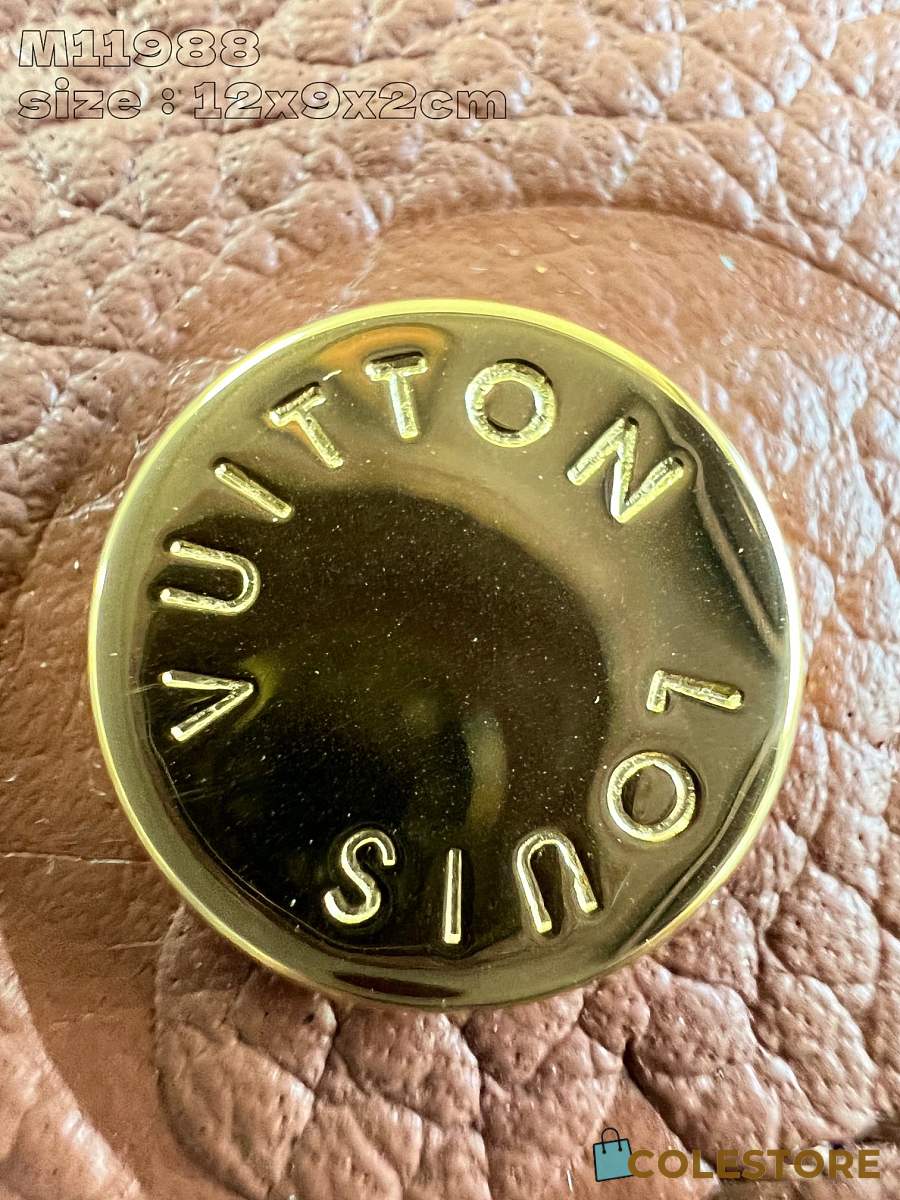 M11988
size : 12x9x2cm
VUITTON
LOUIS
COLESTORE